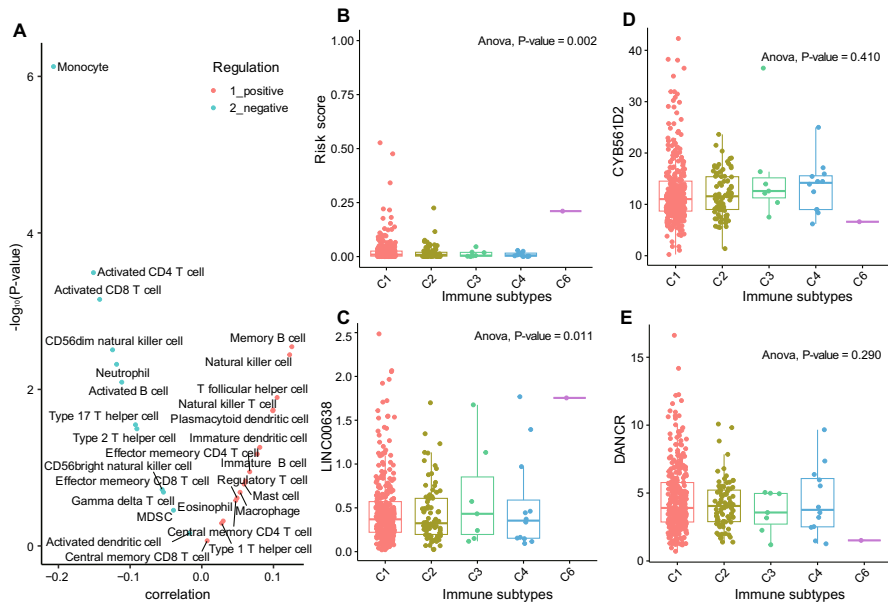 A
-log10(P-value)
6
4
2
0
-0.2
-0.1
0.0
0.1
correlation
Regulation
1_positive
2_negative
Monocyte
Activated CD4 T cell
Activated CD8 T cell
CD56dim natural killer cell
Neutrophil
Activated B cell
Type 17 T helper cell
Type 2 T helper cell
CD56bright natural killer cell
Effector memeory CD8 T cell
Gamma delta T cell
MDSC
Activated dendritic cell
Central memory CD8 T cell
Memory B cell
Natural killer cell
T follicular helper cell
Natural killer T cell
Plasmacytoid dendritic cell
Immature dendritic cell
Effector memeory CD4 T cell
Immature B cell
Regulatory T cell
Mast cell
Eosinophil
Macrophage
Central memory CD4 T cell
Type 1 T helper cell
B
Anova, P-value = 0.002
Risk score
1.00
0.75
0.50
0.25
0.00
C1
C2
C3
C4
C6
Immune subtypes
C
Anova, P-value = 0.011
LINC00638
2.5
2.0
1.5
1.0
0.5
0.0
C1
C2
C3
C4
C6
Immune subtypes
D
Anova, P-value = 0.410
CYB561D2
40
30
20
10
0
C1
C2
C3
C4
C6
Immune subtypes
E
Anova, P-value = 0.290
DANCR
15
10
5
0
C1
C2
C3
C4
C6
Immune subtypes